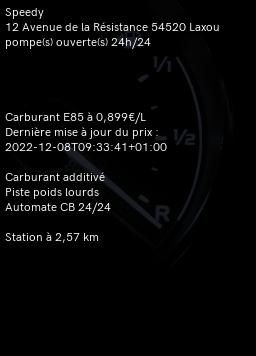 Speedy
12 Avenue de la Résistance 54520 Laxou
pompe(s) ouverte(s) 24h/24
1/1
Carburant E85 à 0,899€/L
Dernière mise à jour du prix :
1/2
2022-12-08T09:33:41+01:00
Carburant additivé
Piste poids lourds
Automate CB 24/24
R
Station à 2,57 km